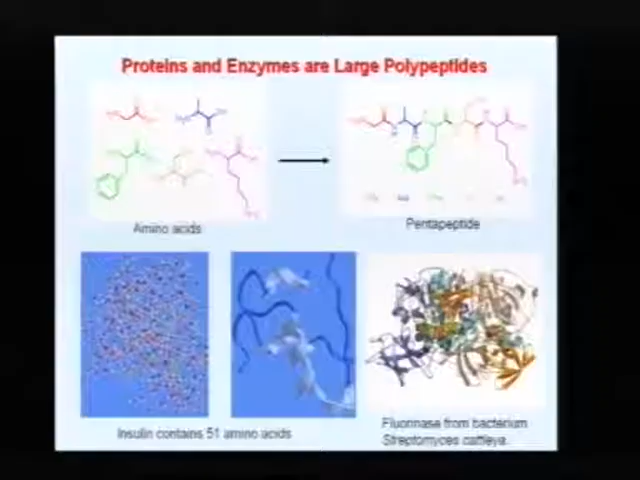 Proteins and Enzymes are Large Polypeptides
Amino acids
Pentapeptide
Insulin contains 51 amino acids
Fluorinase from bacterium
Streptomyces cattleya.